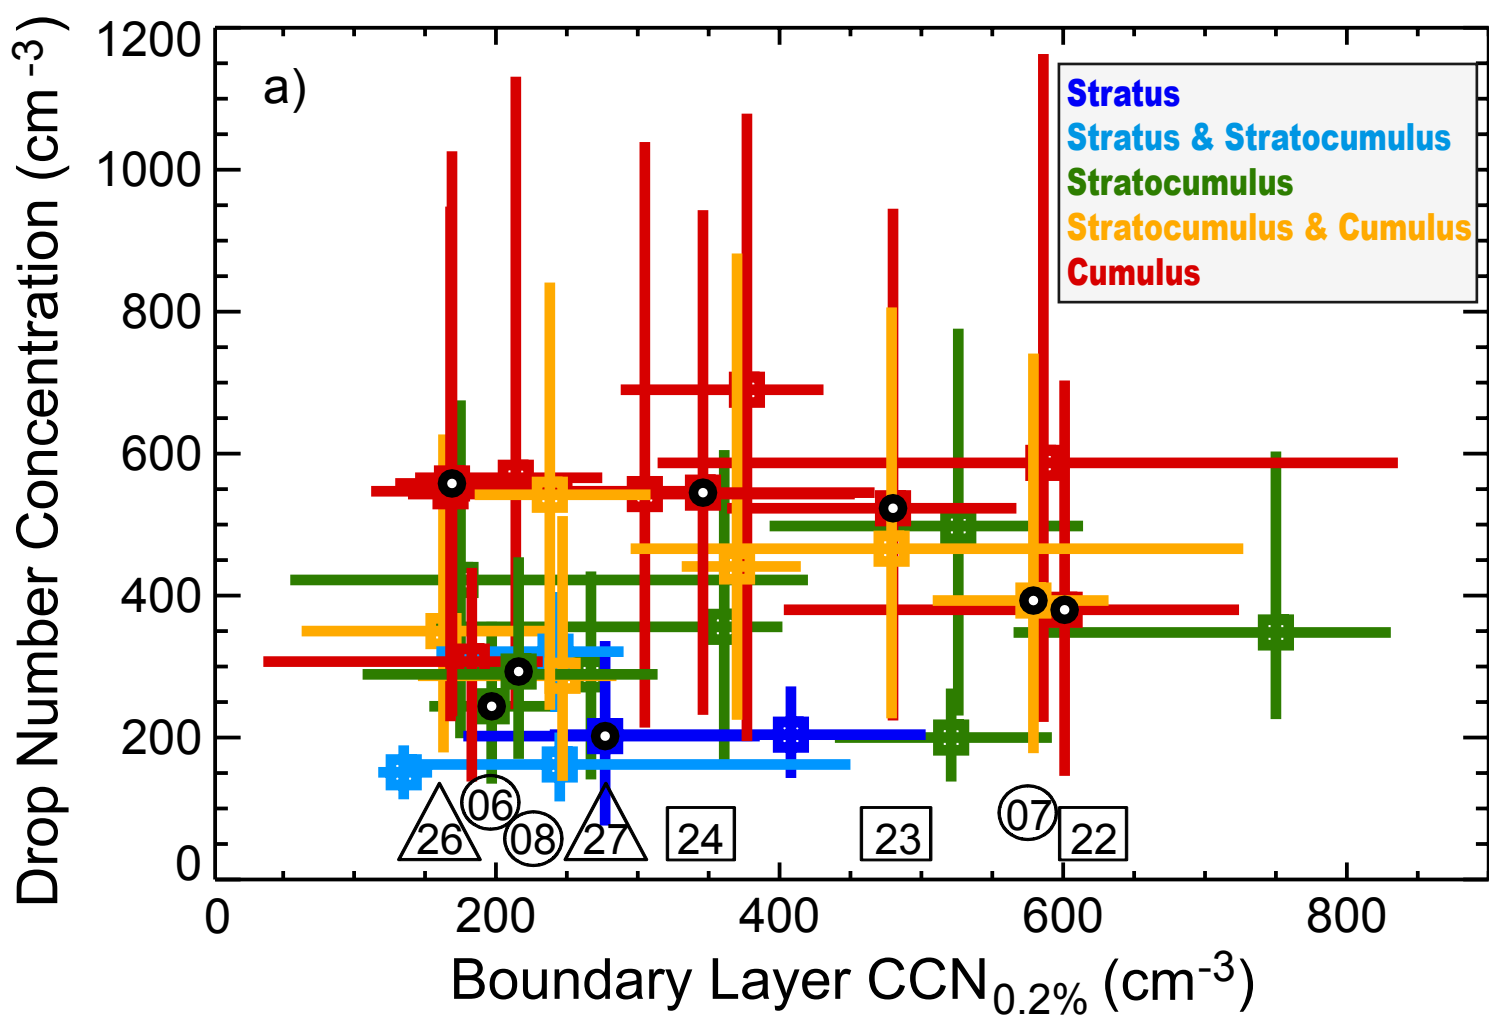 Drop Number Concentration (cm⁻³)
1200
1000
800
600
400
200
0
a)
Stratus
Stratus & Stratocumulus
Stratocumulus
Stratocumulus & Cumulus
Cumulus
26
06
08
27
24
23
07
22
0 200 400 600 800
Boundary Layer CCN₀.₂% (cm⁻³)